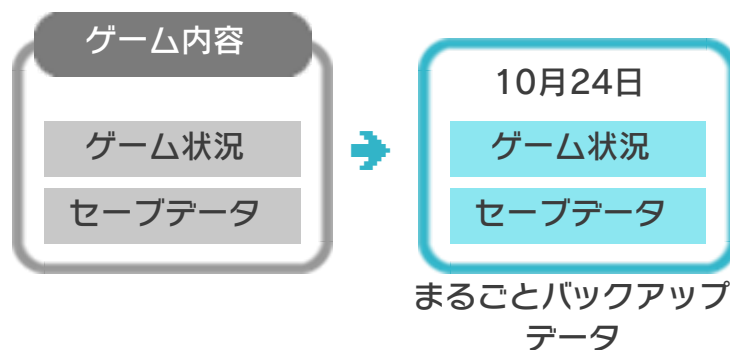 ゲーム内容
ゲーム状況
セーブデータ
10月24日
ゲーム状況
セーブデータ
まるごとバックアップ
データ